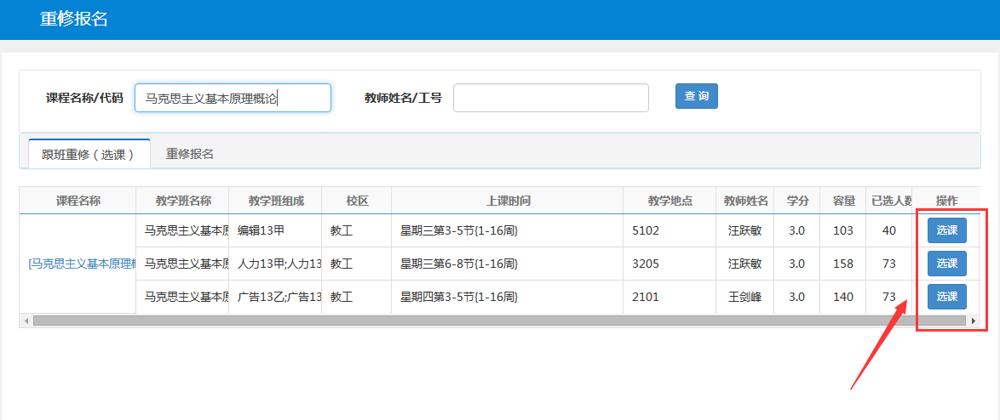 重修报名
课程名称/代码 马克思主义基本原理概论 教师姓名/工号 查 询
跟班重修（选课） 重修报名
课程名称 教学班名称 教学班组成 校区 上课时间 教学地点 教师姓名 学分 容量 已选人数 操作
马克思主义基本原 编辑13甲 教工 星期三第3-5节{1-16周} 5102 汪跃敏 3.0 103 40 选课
[马克思主义基本原理概 马克思主义基本原 人力13甲;人力13 教工 星期三第6-8节{1-16周} 3205 汪跃敏 3.0 158 73 选课
马克思主义基本原 广告13乙;广告13 教工 星期四第3-5节{1-16周} 2101 王剑峰 3.0 140 73 选课